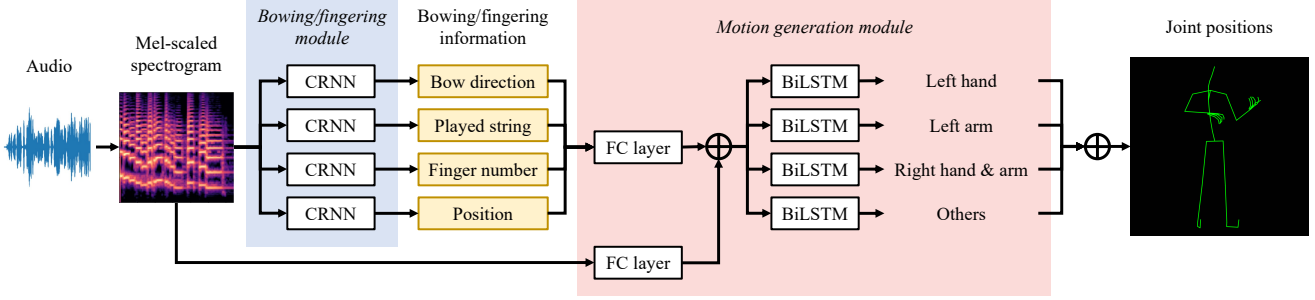 Audio
Mel-scaled
spectrogram
Bowing/fingering
module
CRNN
CRNN
CRNN
CRNN
Bowing/fingering
information
Bow direction
Played string
Finger number
Position
Motion generation module
FC layer
FC layer
BiLSTM
BiLSTM
BiLSTM
BiLSTM
Left hand
Left arm
Right hand & arm
Others
Joint positions